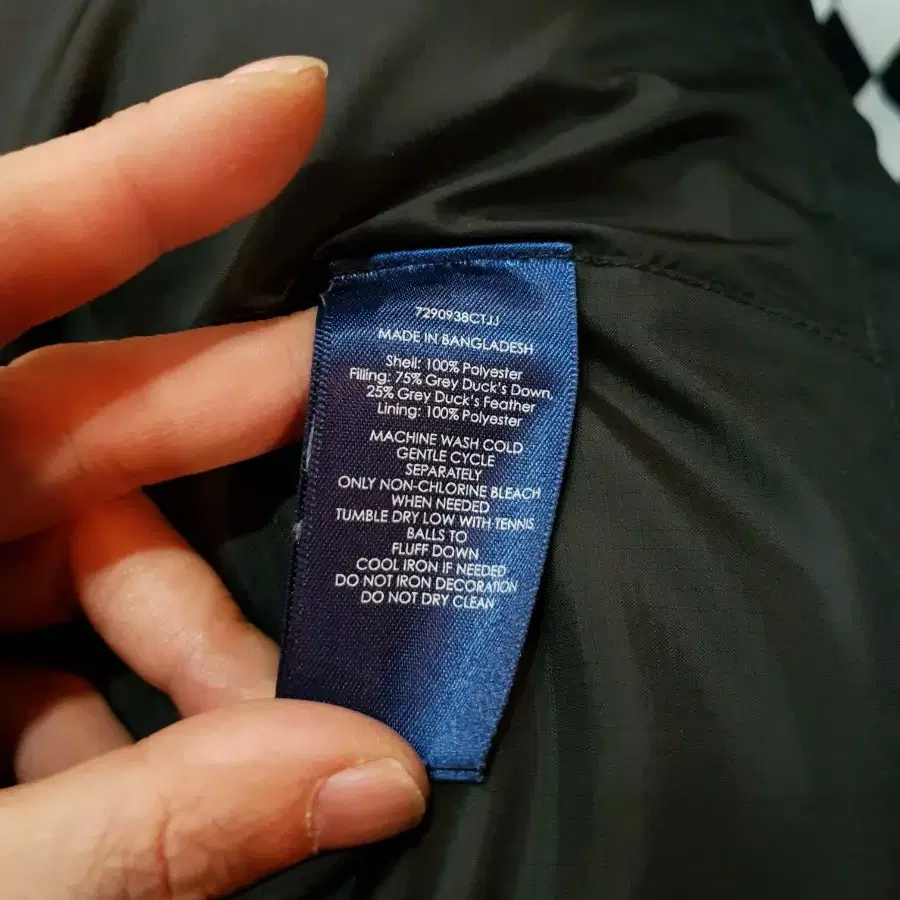 7290938CTJJ
MADE IN BANGLADESH
Shell: 100% Polyester
Filling: 75% Grey Duck's Down,
25% Grey Duck's Feather
Lining: 100% Polyester
MACHINE WASH COLD
GENTLE CYCLE
SEPARATELY
ONLY NON-CHLORINE BLEACH
WHEN NEEDED
TUMBLE DRY LOW WITH TENNIS
BALLS TO
FLUFF DOWN
COOL IRON IF NEEDED
DO NOT IRON DECORATION
DO NOT DRY CLEAN